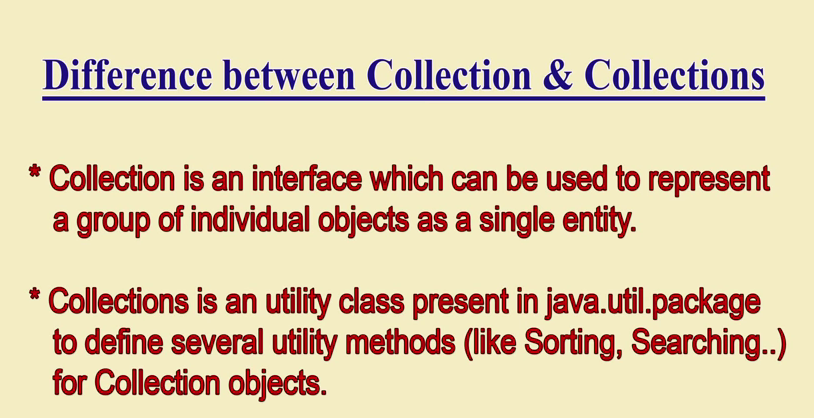 Difference between Collection & Collections
* Collection is an interface which can be used to represent
a group of individual objects as a single entity.
* Collections is an utility class present in java.util.package
to define several utility methods (like Sorting, Searching..)
for Collection objects.